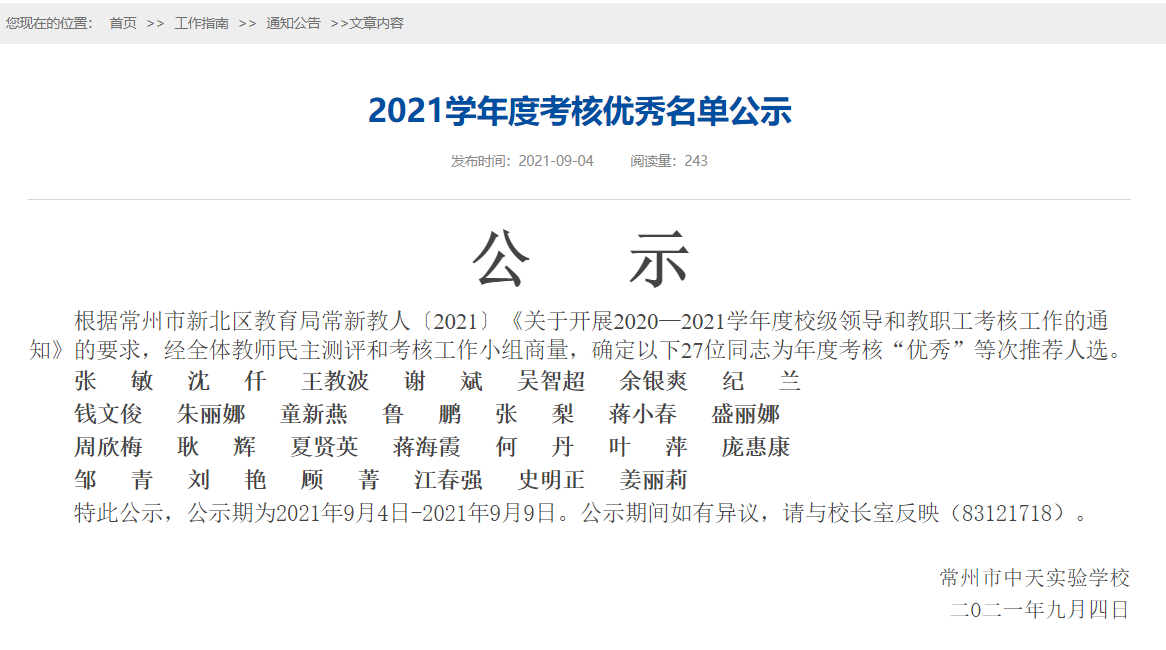 您现在的位置： 首页 >> 工作指南 >> 通知公告 >>文章内容
2021学年度考核优秀名单公示
发布时间：2021-09-04 阅读量：243
公 示
根据常州市新北区教育局常新教人〔2021〕《关于开展2020—2021学年度校级领导和教职工考核工作的通
知》的要求，经全体教师民主测评和考核工作小组商量，确定以下27位同志为年度考核“优秀”等次推荐人选。
张 敏 沈 仟 王教波 谢 斌 吴智超 余银爽 纪 兰
钱文俊 朱丽娜 童新燕 鲁 鹏 张 梨 蒋小春 盛丽娜
周欣梅 耿 辉 夏贤英 蒋海霞 何 丹 叶 萍 庞惠康
邹 青 刘 艳 顾 菁 江春强 史明正 姜丽莉
特此公示，公示期为2021年9月4日-2021年9月9日。公示期间如有异议，请与校长室反映（83121718）。
常州市中天实验学校
二〇二一年九月四日